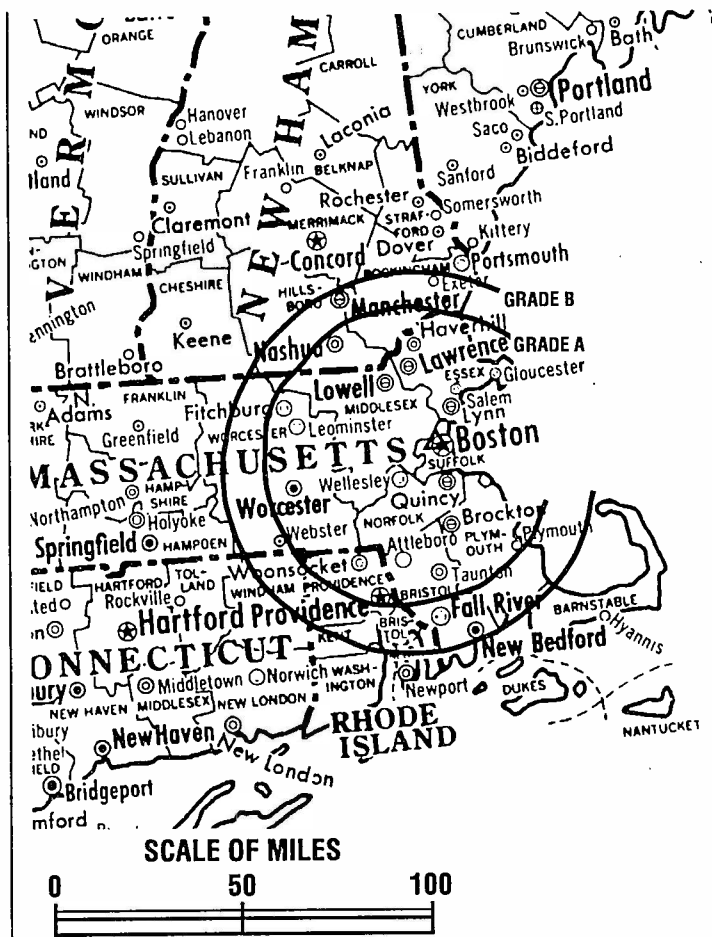 ORANGE
CUMBERLAND
Brunswick
Bath
CARROLL
VERM
NEW HAM
YORK
Westbrook
Portland
S. Portland
WINDSOR
Hanover
Lebanon
Laconia
Saco
Biddeford
SULLIVAN
Franklin
BELKNAP
Sanford
Claremont
Rochester
Somersworth
MERRIMACK
STRAF-
FORD
Springfield
Concord
Dover
Kittery
Portsmouth
WINDHAM
CHESHIRE
HILLS-
BORO
ROCKINGHAM
Exeter
Manchester
GRADE B
Keene
Nashua
Haverhill
Brattleboro
Lawrence
GRADE A
N.
Adams
FRANKLIN
Lowell
ESSEX
Gloucester
Fitchburg
MIDDLESEX
Salem
Lynn
Greenfield
WORCESTER
Leominster
Boston
MASSACHUSETTS
SUFFOLK
Northampton
HAMP-
SHIRE
Wellesley
Worcester
Quincy
Holyoke
NORFOLK
Brockton
Springfield
HAMPDEN
Webster
Attleboro
PLYM-
OUTH
Plymouth
Woonsocket
HARTFORD
TOL-
LAND
WINDHAM
PROVIDENCE
Taunton
Rockville
BRISTOL
Hartford
Providence
Fall River
BARNSTABLE
KENT
BRIS-
TOL
New Bedford
Hyannis
ONNECTICUT
Middletown
Norwich
WASH-
INGTON
Newport
DUKES
NEW HAVEN
MIDDLESEX
NEW LONDON
NANTUCKET
RHODE
ISLAND
New Haven
New London
Bridgeport
SCALE OF MILES
0 50 100